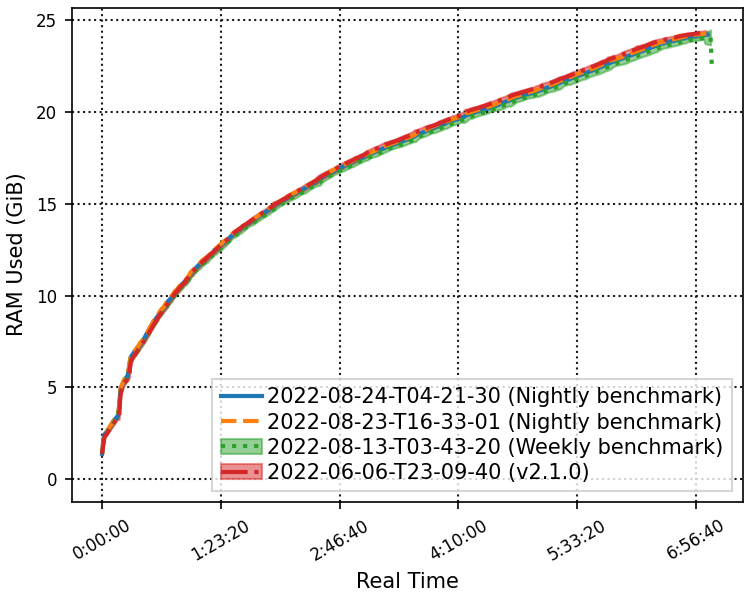 25
20
15
10
5
0
RAM Used (GiB)
2022-08-24-T04-21-30 (Nightly benchmark)
2022-08-23-T16-33-01 (Nightly benchmark)
2022-08-13-T03-43-20 (Weekly benchmark)
2022-06-06-T23-09-40 (v2.1.0)
0:00:00
1:23:20
2:46:40
4:10:00
5:33:20
6:56:40
Real Time